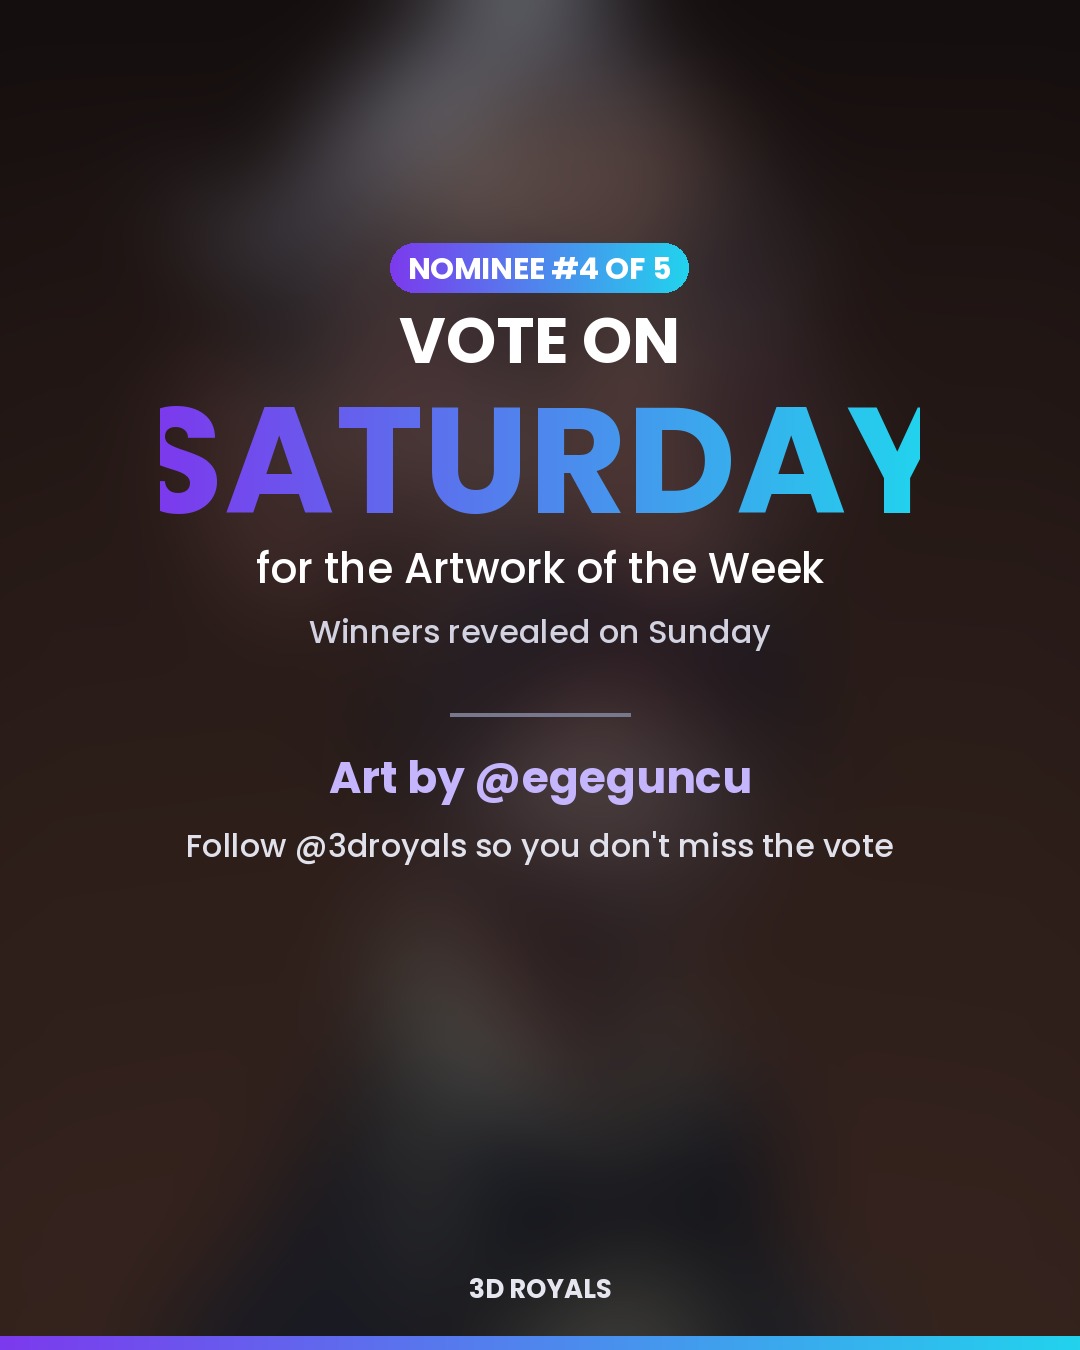 NOMINEE #4 OF 5
VOTE ON
SATURDAY
for the Artwork of the Week
Winners revealed on Sunday
Art by @egeguncu
Follow @3droyals so you don't miss the vote
3D ROYALS